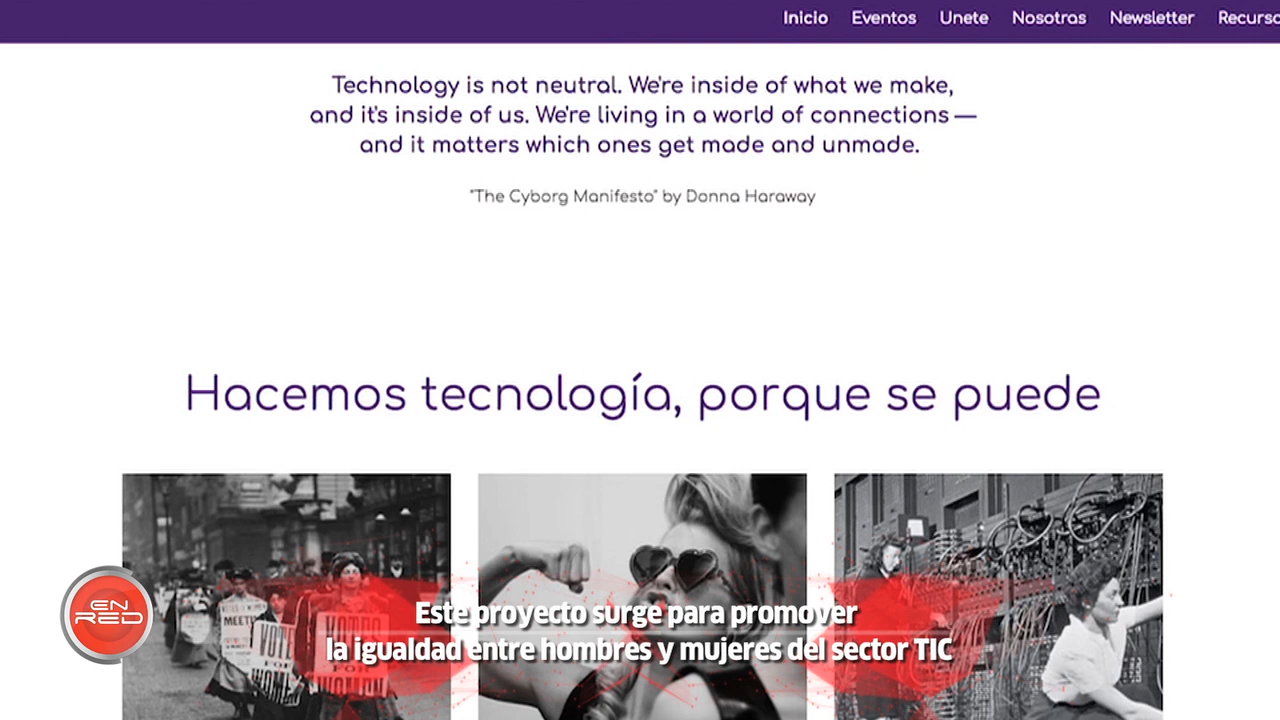 Inicio Eventos Unete Nosotras Newsletter
Technology is not neutral. We're inside of what we make,
and it's inside of us. We're living in a world of connections —
and it matters which ones get made and unmade.
"The Cyborg Manifesto" by Donna Haraway
Hacemos tecnología, porque se puede
VOTES FOR WOMEN
EN
RED
Este proyecto surge para promover
la igualdad entre hombres y mujeres del sector TIC